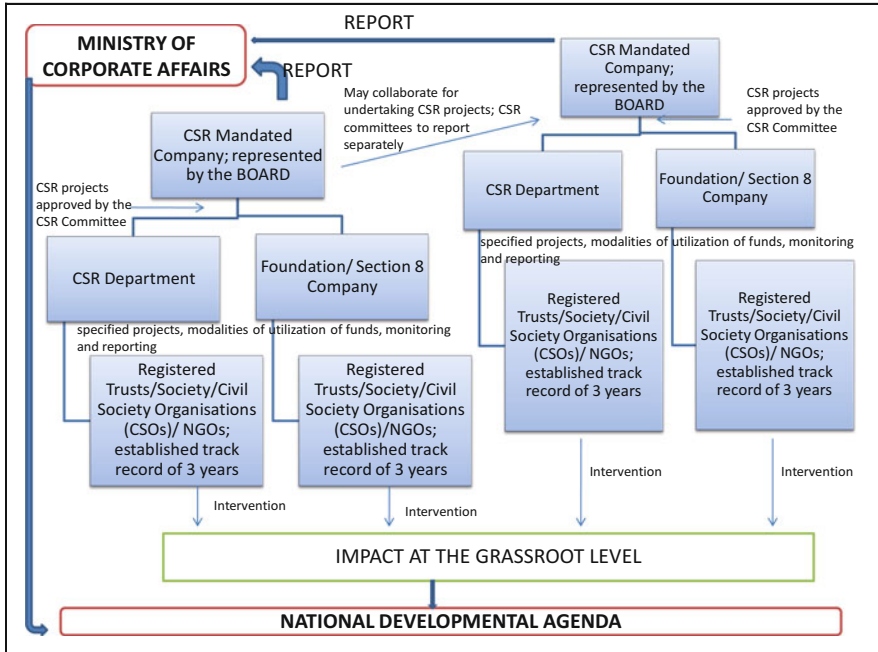 REPORT
MINISTRY OF
CORPORATE AFFAIRS
REPORT
CSR Mandated
Company;
represented by
the BOARD
May collaborate for
undertaking CSR projects; CSR
committees to report
separately
CSR projects
approved by the
CSR Committee
CSR Mandated
Company; represented
by the BOARD
CSR projects
approved by the
CSR Committee
CSR Department
Foundation/ Section 8
Company
specified projects, modalities of utilization of funds, monitoring
and reporting
CSR Department
Foundation/ Section 8
Company
specified projects, modalities of utilization of funds, monitoring
and reporting
Registered
Trusts/Society/Civil
Society Organisations
(CSOs)/ NGOs;
established track
record of 3 years
Registered
Trusts/Society/Civil
Society Organisations
(CSOs)/ NGOs;
established track
record of 3 years
Registered
Trusts/Society/Civil
Society Organisations
(CSOs)/ NGOs;
established track
record of 3 years
Registered
Trusts/Society/Civil
Society Organisations
(CSOs)/NGOs;
established track
record of 3 years
Intervention
Intervention
Intervention
Intervention
IMPACT AT THE GRASSROOT LEVEL
NATIONAL DEVELOPMENTAL AGENDA